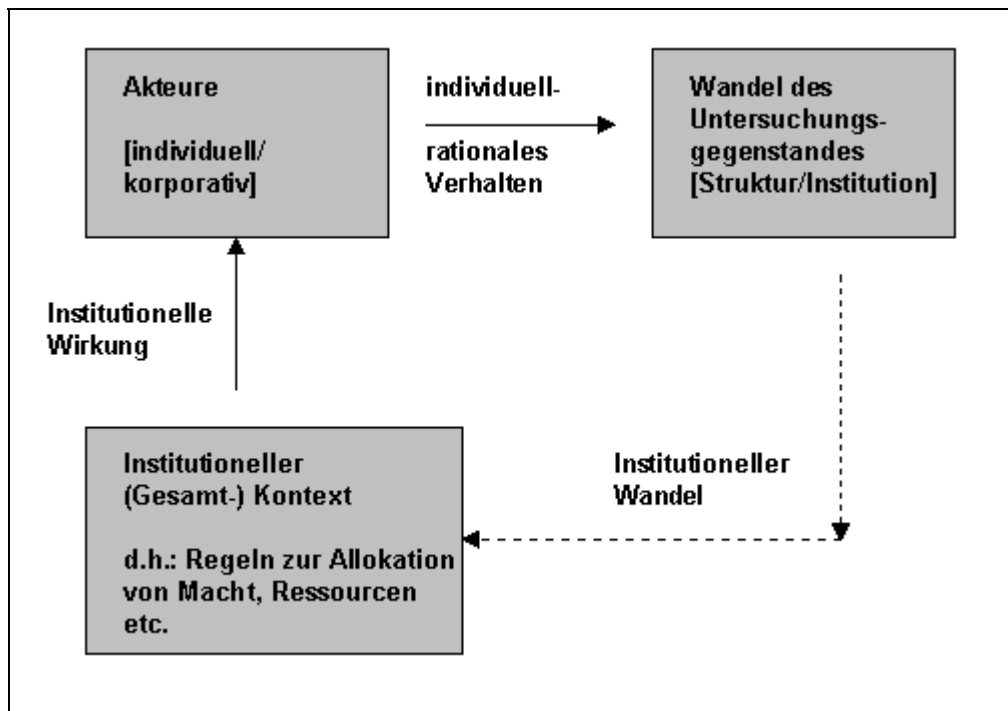 Akteure
[individuell/
korporativ]
individuell-
rationales
Verhalten
Wandel des
Untersuchungs-
gegenstandes
[Struktur/Institution]
Institutionelle
Wirkung
Institutioneller
(Gesamt-) Kontext
d.h.: Regeln zur Allokation
von Macht, Ressourcen
etc.
Institutioneller
Wandel